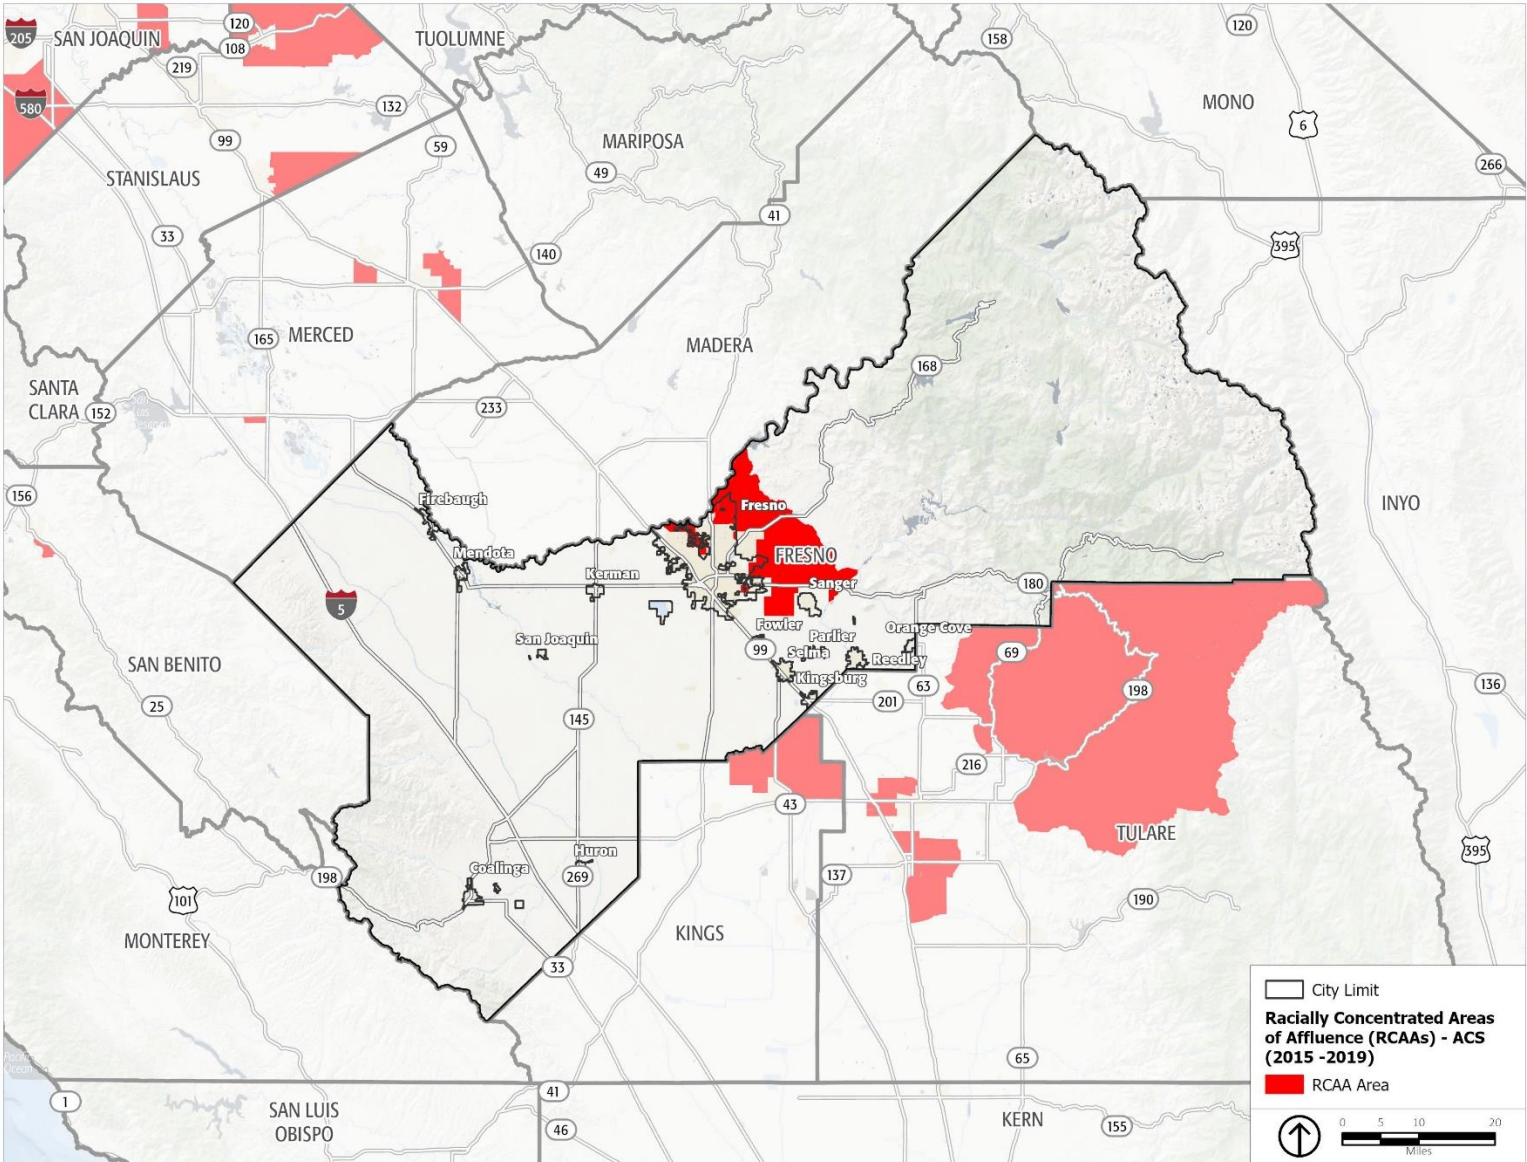 205
SAN JOAQUIN
120
108
219
TUOLUMNE
158
120
580
132
MONO
6
99
59
MARIPOSA
49
266
STANISLAUS
41
33
140
395
165
MERCED
MADERA
168
SANTA
CLARA
152
233
156
Firebaugh
Fresno
INYO
Mendota
FRESNO
Kerman
Sanger
180
5
Fowler
Parlier
Orange Cove
San Joaquin
99
Selma
Reedley
69
SAN BENITO
Kingsburg
63
198
136
25
201
145
216
43
TULARE
Huron
395
Coalinga
269
137
198
101
190
MONTEREY
KINGS
33
65
Pacific
Ocean
1
41
SAN LUIS
OBISPO
46
KERN
155
City Limit
Racially Concentrated Areas
of Affluence (RCAAs) - ACS
(2015 -2019)
RCAA Area
0 5 10 20
Miles